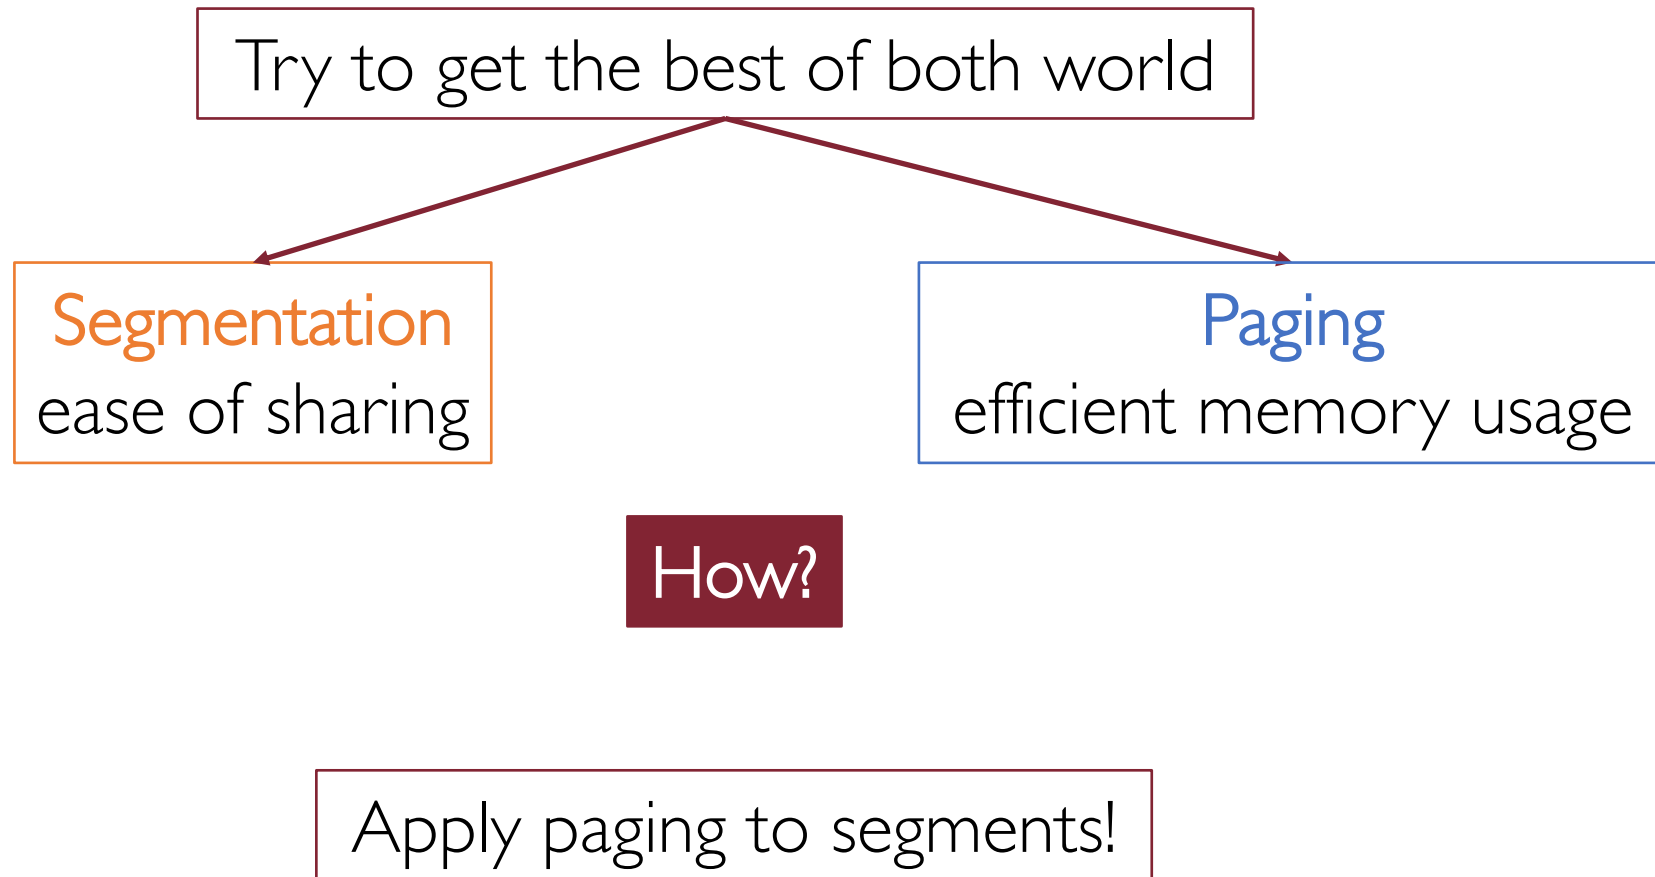 Try to get the best of both world
Segmentation
ease of sharing
Paging
efficient memory usage
How?
Apply paging to segments!